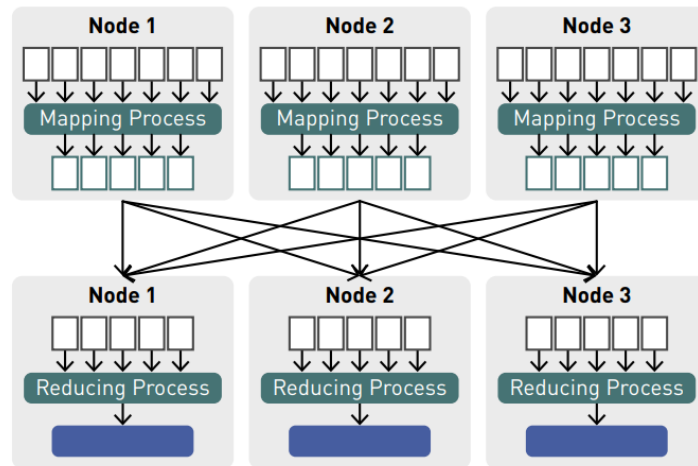 Node 1
Node 2
Node 3
Mapping Process
Mapping Process
Mapping Process
Node 1
Node 2
Node 3
Reducing Process
Reducing Process
Reducing Process